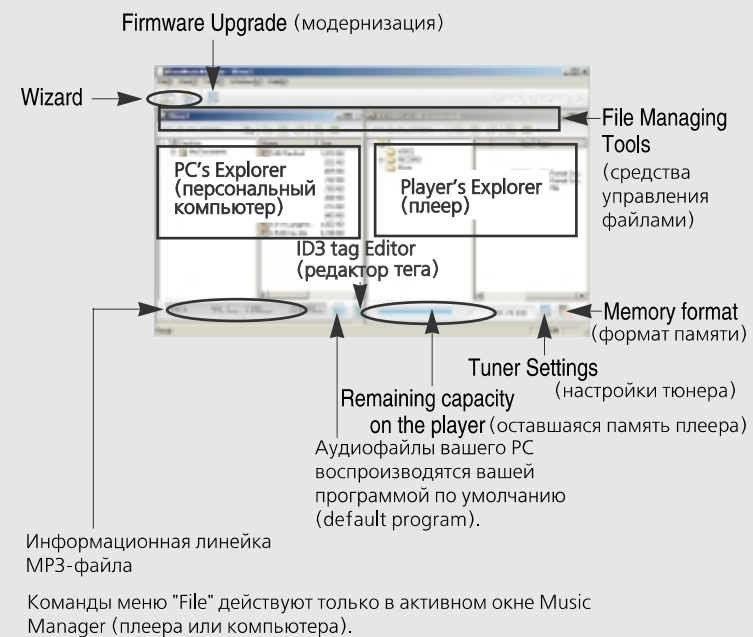 Firmware Upgrade (модернизация)
Wizard
File Managing
Tools
(средства
управления
файлами)
PC's Explorer
(персональный
компьютер)
Player's Explorer
(плеер)
ID3 tag Editor
(редактор тега)
Memory format
(формат памяти)
Tuner Settings
(настройки тюнера)
Remaining capacity
on the player (оставшаяся память плеера)
Аудиофайлы вашего PC
воспроизводятся вашей
программой по умолчанию
(default program).
Информационная линейка
MP3-файла
Команды меню "File" действуют только в активном окне Music
Manager (плеера или компьютера).